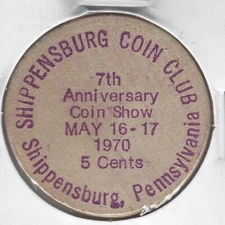 SHIPPENSBURG COIN CLUB
7th
Anniversary
Coin Show
MAY 16-17
1970
5 Cents
Shippensburg, Pennsylvania